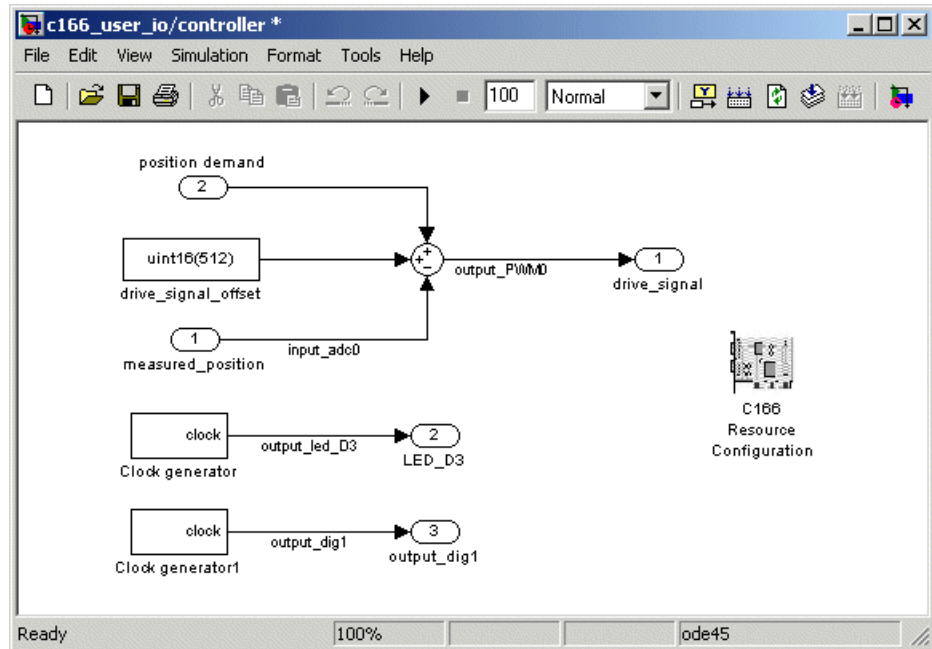 c166_user_io/controller *
File Edit View Simulation Format Tools Help
100 Normal
position demand
2
uint16(512)
drive_signal_offset
output_PWM0
1
drive_signal
1
measured_position
input_adc0
C166
Resource
Configuration
clock
Clock generator
output_led_D3
2
LED_D3
clock
Clock generator1
output_dig1
3
output_dig1
Ready 100% ode45